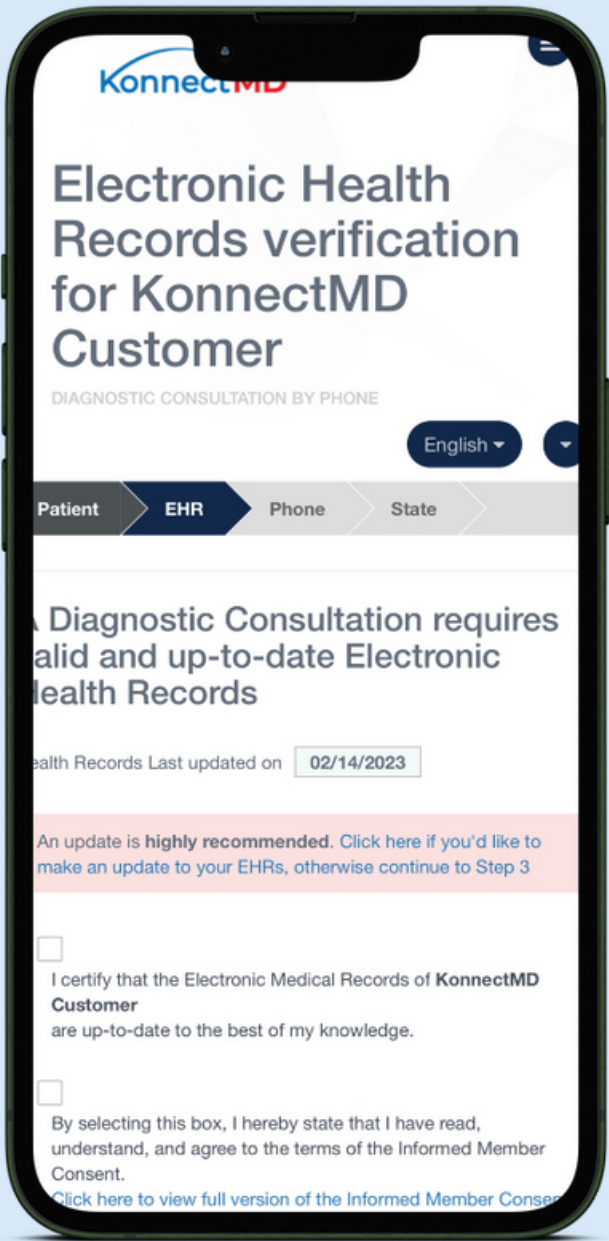 KonnectMD
Electronic Health
Records verification
for KonnectMD
Customer
DIAGNOSTIC CONSULTATION BY PHONE
English
Patient EHR Phone State
Diagnostic Consultation requires
alid and up-to-date Electronic
ealth Records
ealth Records Last updated on 02/14/2023
An update is highly recommended. Click here if you'd like to
make an update to your EHRs, otherwise continue to Step 3
I certify that the Electronic Medical Records of KonnectMD
Customer
are up-to-date to the best of my knowledge.
By selecting this box, I hereby state that I have read,
understand, and agree to the terms of the Informed Member
Consent.
Click here to view full version of the Informed Member Conse